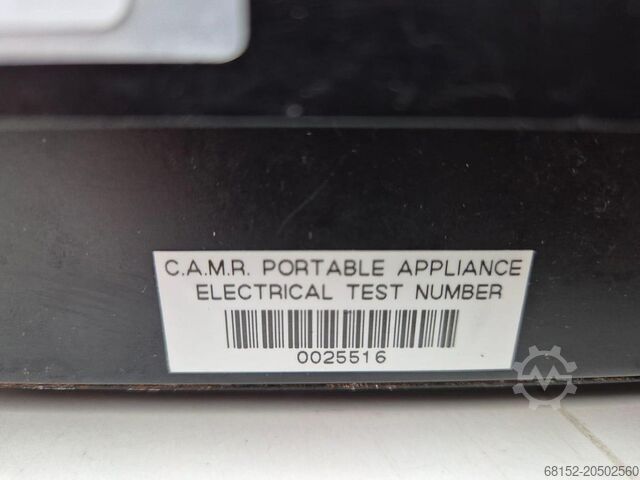 C.A.M.R. PORTABLE APPLIANCE
ELECTRICAL TEST NUMBER
0025516
68152-20502560